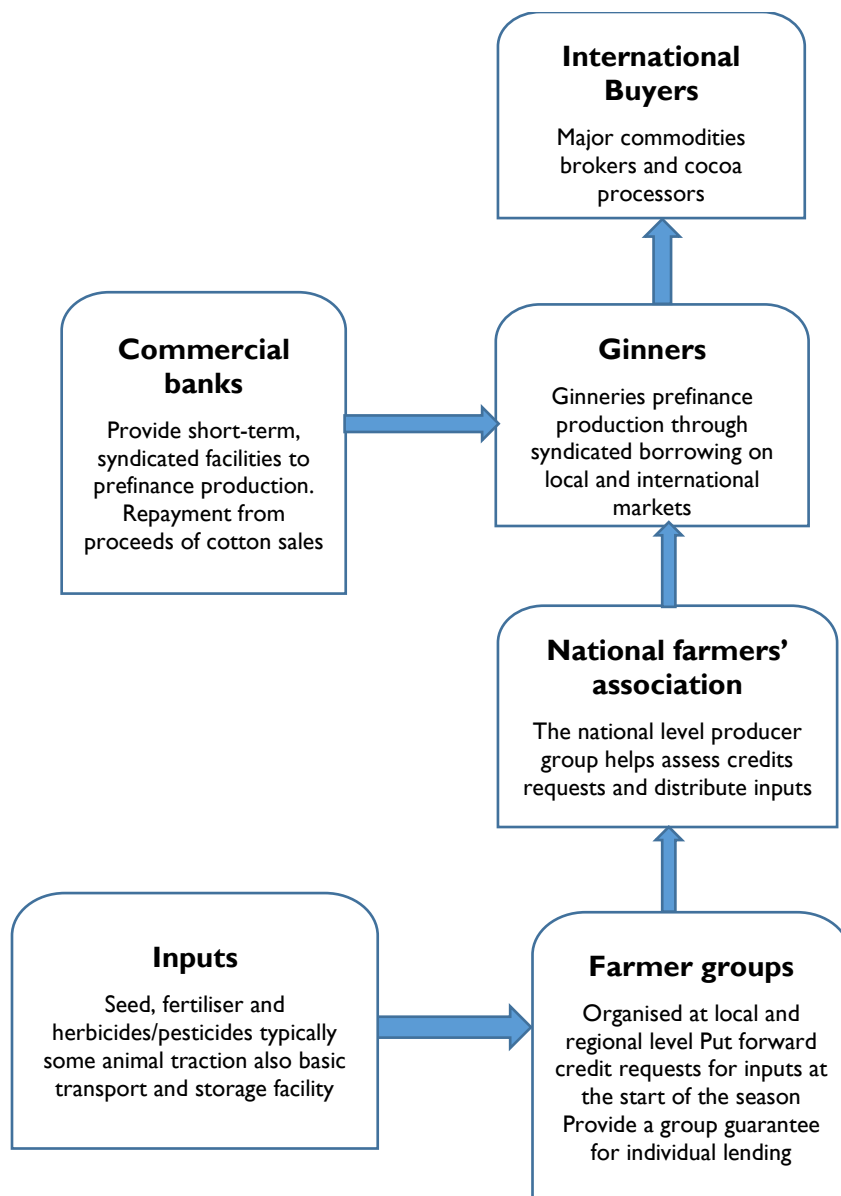 International
Buyers
Major commodities
brokers and cocoa
processors
Commercial
banks
Provide short-term,
syndicated facilities to
prefinance production.
Repayment from
proceeds of cotton sales
Ginners
Ginneries prefinance
production through
syndicated borrowing on
local and international
markets
National farmers’
association
The national level producer
group helps assess credits
requests and distribute inputs
Inputs
Seed, fertiliser and
herbicides/pesticides typically
some animal traction also basic
transport and storage facility
Farmer groups
Organised at local and
regional level Put forward
credit requests for inputs at
the start of the season
Provide a group guarantee
for individual lending